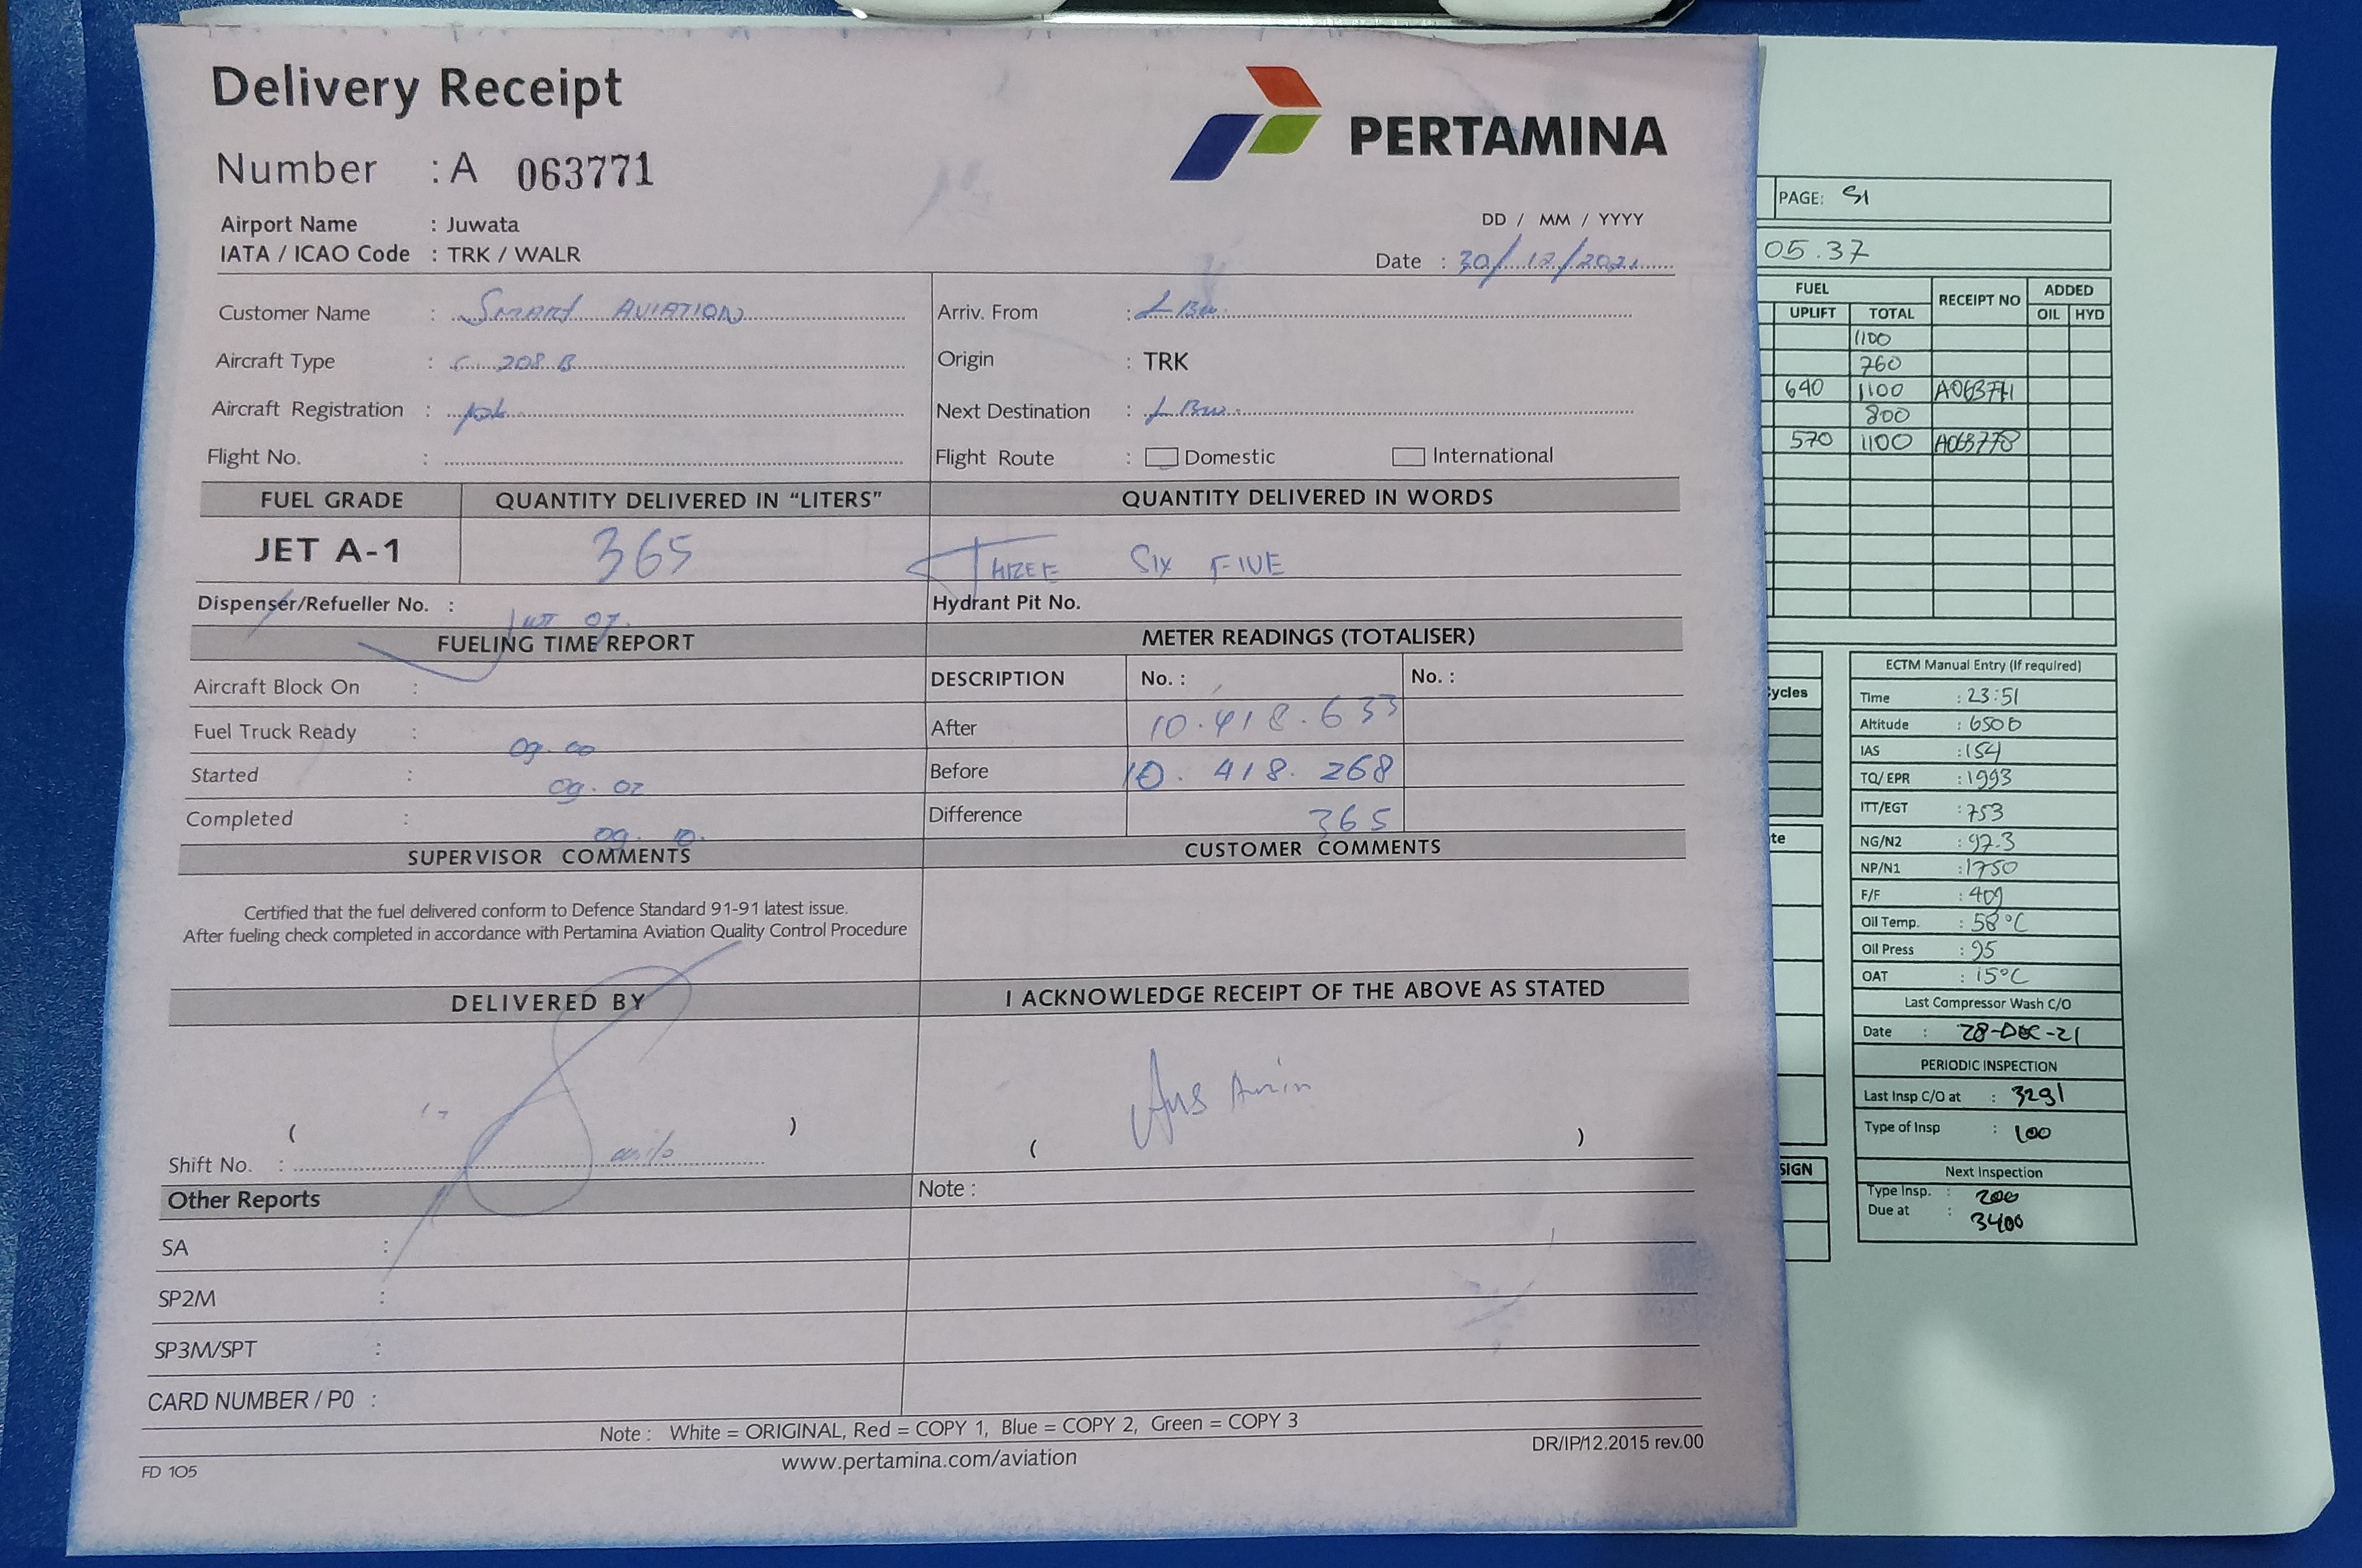 Delivery Receipt
PERTAMINA
Number : A 063771
Airport Name : Juwata
IATA / ICAO Code : TRK / WALR
DD / MM / YYYY
Date : 30/12/2021
Customer Name : SMART AVIATION
Arriv. From : LBW
Aircraft Type : C 208 B
Origin : TRK
Aircraft Registration :
Next Destination : LBW
Flight No. :
Flight Route : Domestic International
FUEL GRADE QUANTITY DELIVERED IN "LITERS" QUANTITY DELIVERED IN WORDS
JET A-1 365 THREE SIX FIVE
Dispenser/Refueller No. :
Hydrant Pit No.
FUELING TIME REPORT METER READINGS (TOTALISER)
Aircraft Block On :
DESCRIPTION No. : No. :
Fuel Truck Ready : 09.00
After 10.418.633
Started : 09.02
Before 10.418.268
Completed : 09.10.
Difference 365
SUPERVISOR COMMENTS CUSTOMER COMMENTS
Certified that the fuel delivered conform to Defence Standard 91-91 latest issue.
After fueling check completed in accordance with Pertamina Aviation Quality Control Procedure
DELIVERED BY I ACKNOWLEDGE RECEIPT OF THE ABOVE AS STATED
( ) ( )
Shift No. :
Other Reports Note :
SA :
SP2M :
SP3M/SPT :
CARD NUMBER / P0 :
Note : White = ORIGINAL, Red = COPY 1, Blue = COPY 2, Green = COPY 3
DR/IP/12.2015 rev.00
FD 105 www.pertamina.com/aviation
PAGE: 51
05.37
FUEL RECEIPT NO ADDED
UPLIFT TOTAL OIL HYD
1100
760
640 1100 A063771
800
570 1100 A063778
ECTM Manual Entry (If required)
ycles
Time : 23:51
Altitude : 6500
IAS : 154
TQ/ EPR : 1993
ITT/EGT : 753
te
NG/N2 : 97.3
NP/N1 : 1750
F/F : 409
Oil Temp. : 58°C
Oil Press : 95
OAT : 15°C
Last Compressor Wash C/O
Date : 28-DEC-21
PERIODIC INSPECTION
Last Insp C/O at : 3291
Type of Insp : 100
SIGN
Next Inspection
Type Insp. : 200
Due at : 3400